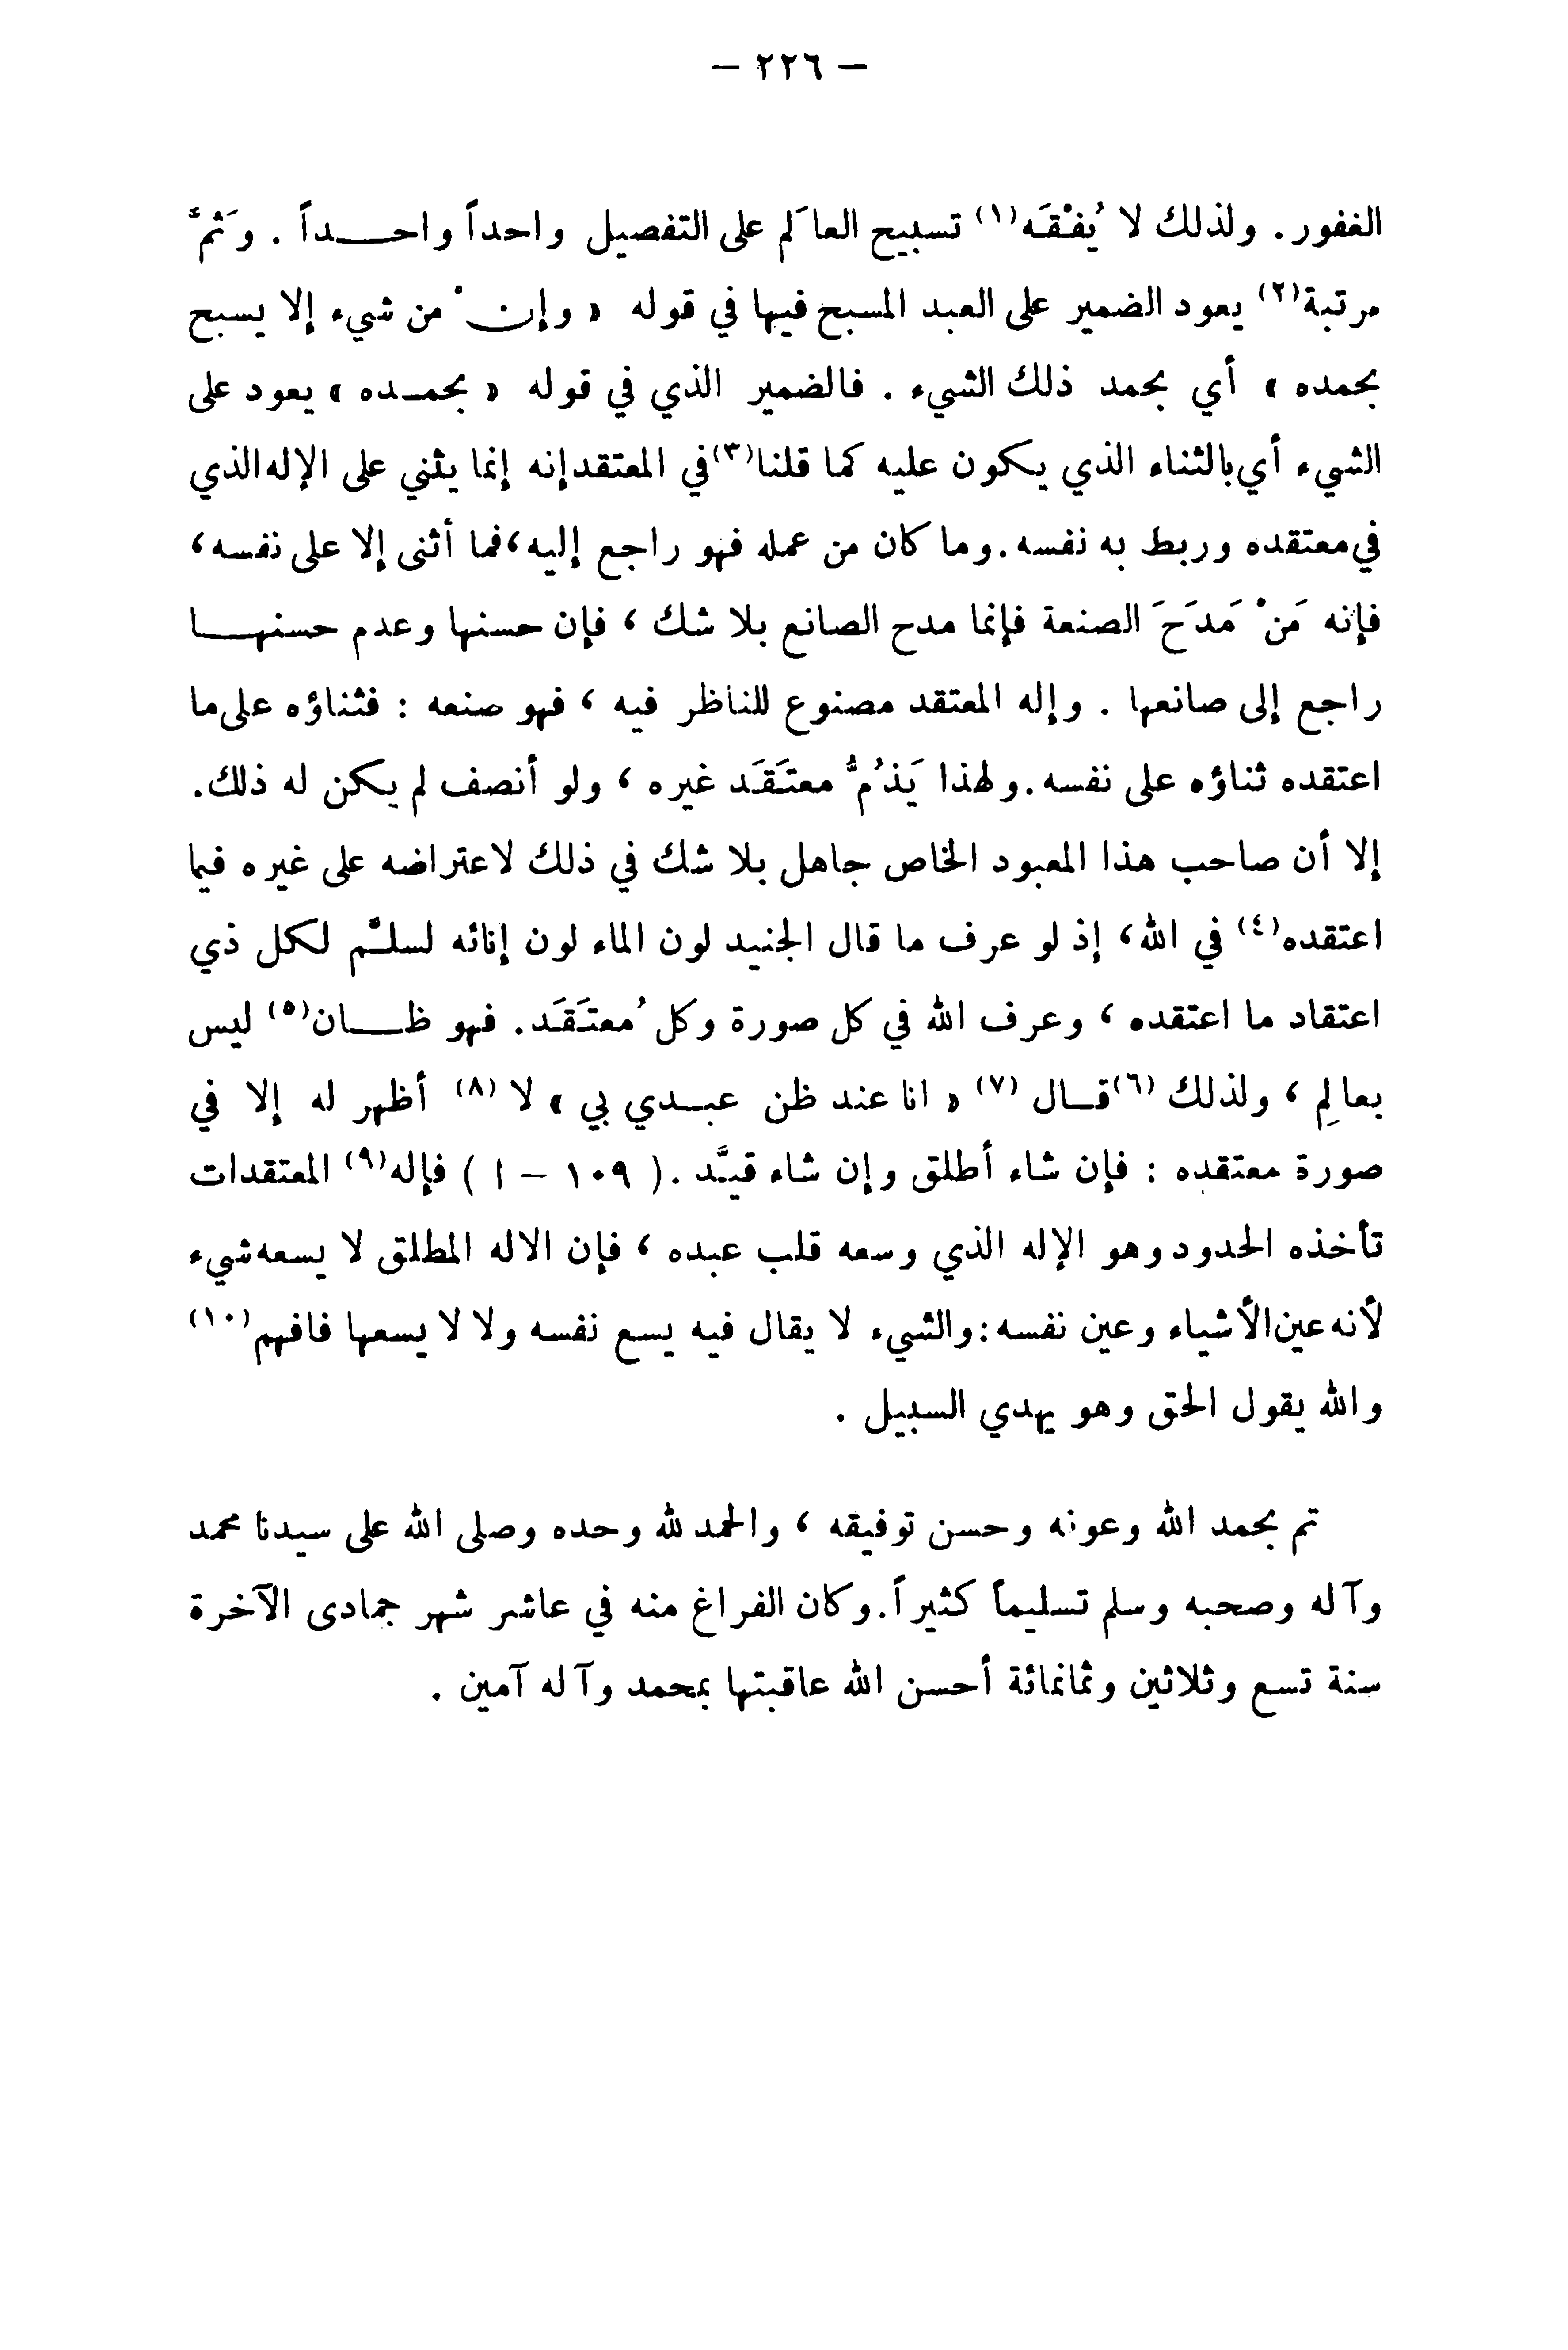 – ٢٢٦ –
الغفور . ولذلك لا يُفْقَه(١) تسبيح العالَم على التفصيل واحداً واحـــداً . وثَمَّ
مرتبة(٢) يعود الضمير على العبد المسبح فيها في قوله « وإنْ من شيء إلا يسبح
بحمده » أي بحمد ذلك الشيء . فالضمير الذي في قوله « بحمـده » يعود على
الشيء أي بالثناء الذي يكون عليه كما قلنا(٣) في المعتقد إنه إنما يثني على الإله الذي
في معتقده وربط به نفسه . وما كان من عمله فهو راجع إليه ، فما أثنى إلا على نفسه ،
فإنه مَنْ مَدَحَ الصنعة فإنما مدح الصانع بلا شك ، فإن حسنها وعدم حسنهـــا
راجع إلى صانعها . وإله المعتقد مصنوع للناظر فيه ، فهو صنعه : فثناؤه على ما
اعتقده ثناؤه على نفسه . ولهذا يَذُمُّ معتَقَد غيره ، ولو أنصف لم يكن له ذلك .
إلا أن صاحب هذا المعبود الخاص جاهل بلا شك في ذلك لاعتراضه على غيره فيما
اعتقده(٤) في الله ، إذ لو عرف ما قال الجنيد لون الماء لون إنائه لسلَّم لكل ذي
اعتقاد ما اعتقده ، وعرف الله في كل صورة وكل مُعتَقَد . فهو ظـــان(٥) ليس
بعالِم ، ولذلك (٦) قـال (٧) « انا عند ظن عبـدي بي » لا (٨) أظهر له إلا في
صورة معتقده : فإن شاء أطلق وإن شاء قيَّد . ( ١٠٩ – ا ) فإله(٩) المعتقدات
تأخذه الحدود وهو الإله الذي وسعه قلب عبده ، فإن الاله المطلق لا يسعه شيء
لأنه عين الأشياء وعين نفسه : والشيء لا يقال فيه يسع نفسه ولا لا يسعها فافهم(١٠)
والله يقول الحق وهو يهدي السبيل .
تم بحمد الله وعونه وحسن توفيقه ، والحمد لله وحده وصلى الله على سيدنا محمد
وآله وصحبه وسلم تسليماً كثيراً . وكان الفراغ منه في عاشر شهر جمادى الآخرة
سنة تسع وثلاثين وثمانمائة أحسن الله عاقبتها بمحمد وآله آمين .